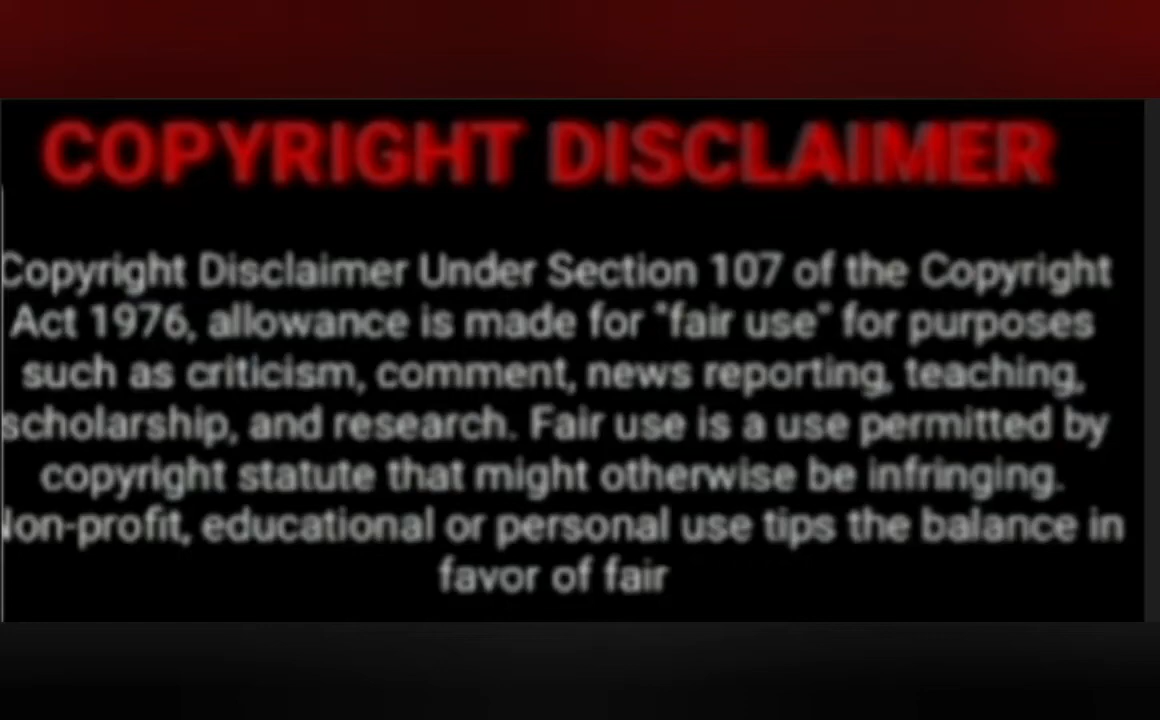 COPYRIGHT DISCLAIMER
Copyright Disclaimer Under Section 107 of the Copyright
Act 1976, allowance is made for "fair use" for purposes
such as criticism, comment, news reporting, teaching,
scholarship, and research. Fair use is a use permitted by
copyright statute that might otherwise be infringing.
Non-profit, educational or personal use tips the balance in
favor of fair